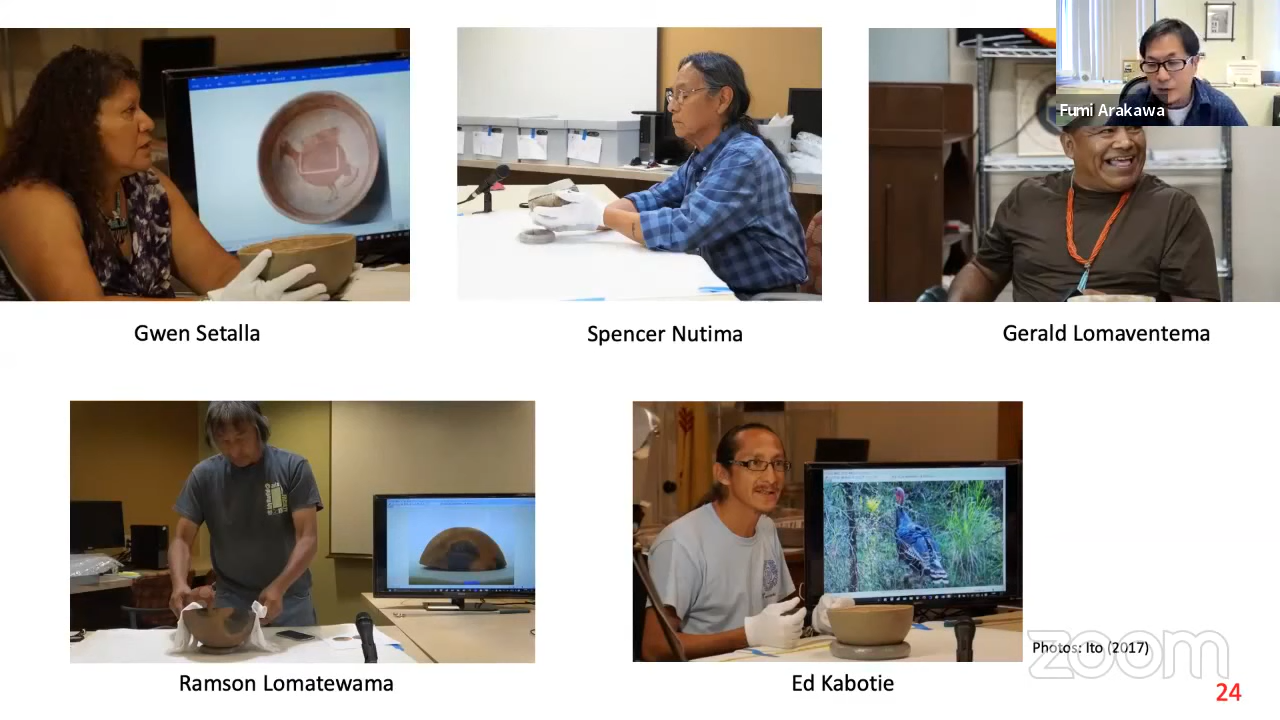 Fumi Arakawa
Gwen Setalla
Spencer Nutima
Gerald Lomaventema
Ramson Lomatewama
Ed Kabotie
Photos: Ito (2017)
zoom
24